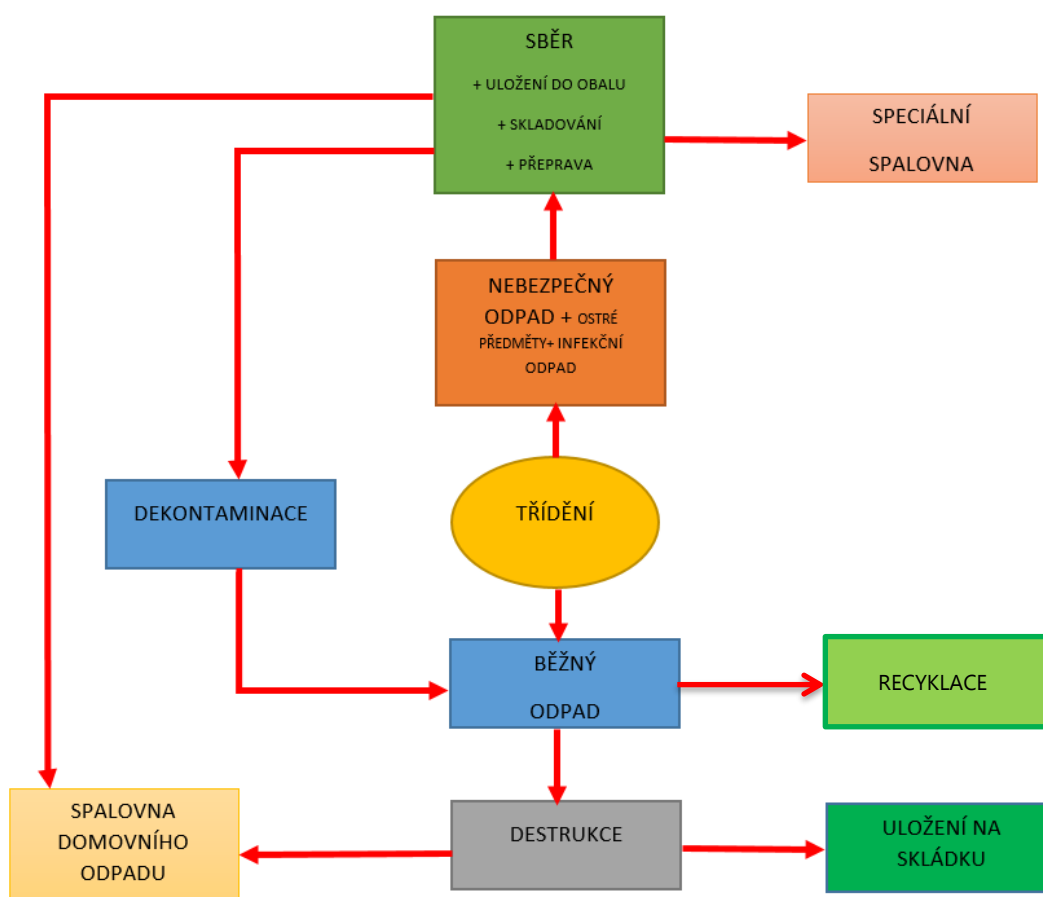 SBĚR
+ ULOŽENÍ DO OBALU
+ SKLADOVÁNÍ
+ PŘEPRAVA
SPECIÁLNÍ
SPALOVNA
NEBEZPEČNÝ
ODPAD + OSTRÉ
PŘEDMĚTY+ INFEKČNÍ
ODPAD
DEKONTAMINACE
TŘÍDĚNÍ
BĚŽNÝ
ODPAD
RECYKLACE
SPALOVNA
DOMOVNÍHO
ODPADU
DESTRUKCE
ULOŽENÍ NA
SKLÁDKU